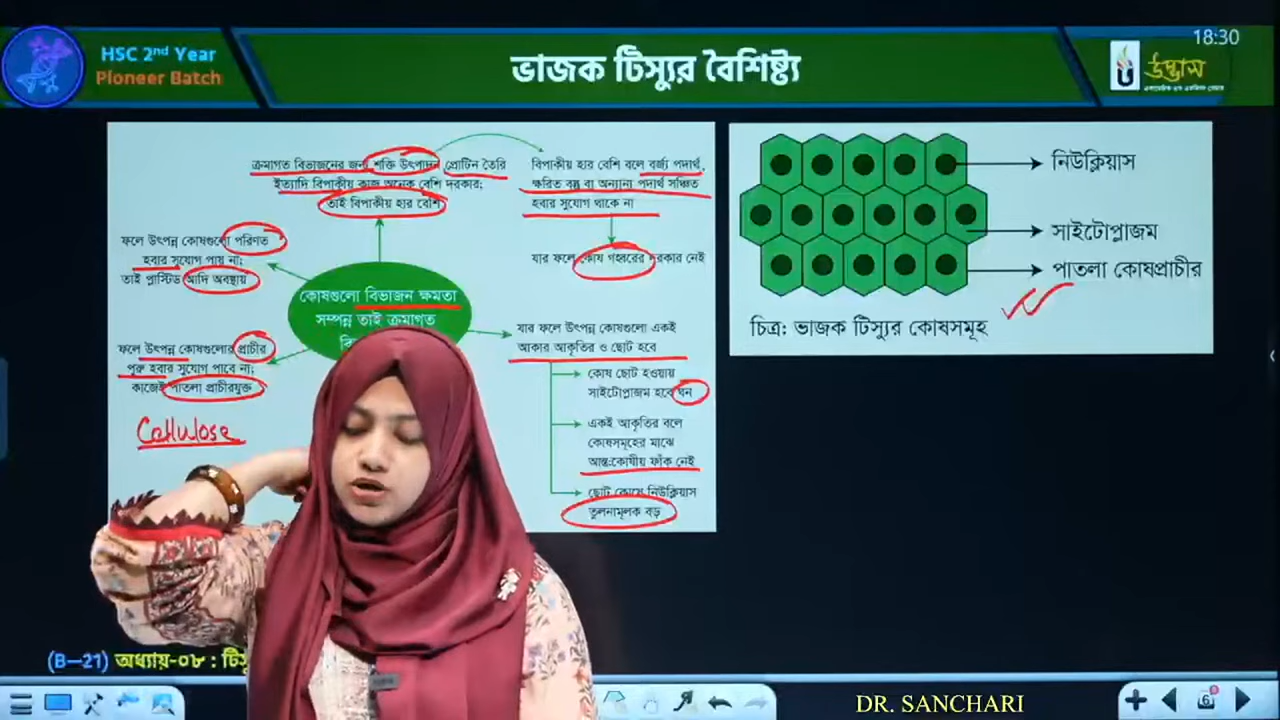 HSC 2nd Year
Pioneer Batch
ভাজক টিস্যুর বৈশিষ্ট্য
18:30
উদ্ভাস
ক্রমাগত বিভাজনের জন্য শক্তি উৎপাদন প্রোটিন তৈরি
ইত্যাদি বিপাকীয় কাজ অনেক বেশি দরকার;
তাই বিপাকীয় হার বেশি
বিপাকীয় হার বেশি বলে বর্জ্য পদার্থ,
ক্ষরিত বস্তু বা অন্যান্য পদার্থ সঞ্চিত
হবার সুযোগ থাকে না
যার ফলে কোষ গহ্বরের দরকার নেই
ফলে উৎপন্ন কোষগুলো পরিণত
হবার সুযোগ পায় না;
তাই প্লাস্টিড আদি অবস্থায়
কোষগুলো বিভাজন ক্ষমতা
সম্পন্ন তাই ক্রমাগত
ফলে উৎপন্ন কোষগুলোর প্রাচীর
পুরু হবার সুযোগ পাবে না;
কাজেই পাতলা প্রাচীরযুক্ত
Cellulose
যার ফলে উৎপন্ন কোষগুলো একই
আকার আকৃতির ও ছোট হবে
কোষ ছোট হওয়ায়
সাইটোপ্লাজম হবে ঘন
একই আকৃতির বলে
কোষসমূহের মাঝে
আন্তঃকোষীয় ফাঁক নেই
ছোট কোষে নিউক্লিয়াস
তুলনামূলক বড়
নিউক্লিয়াস
সাইটোপ্লাজম
পাতলা কোষপ্রাচীর
চিত্র: ভাজক টিস্যুর কোষসমূহ
(B–21) অধ্যায়-০৮ :
DR. SANCHARI